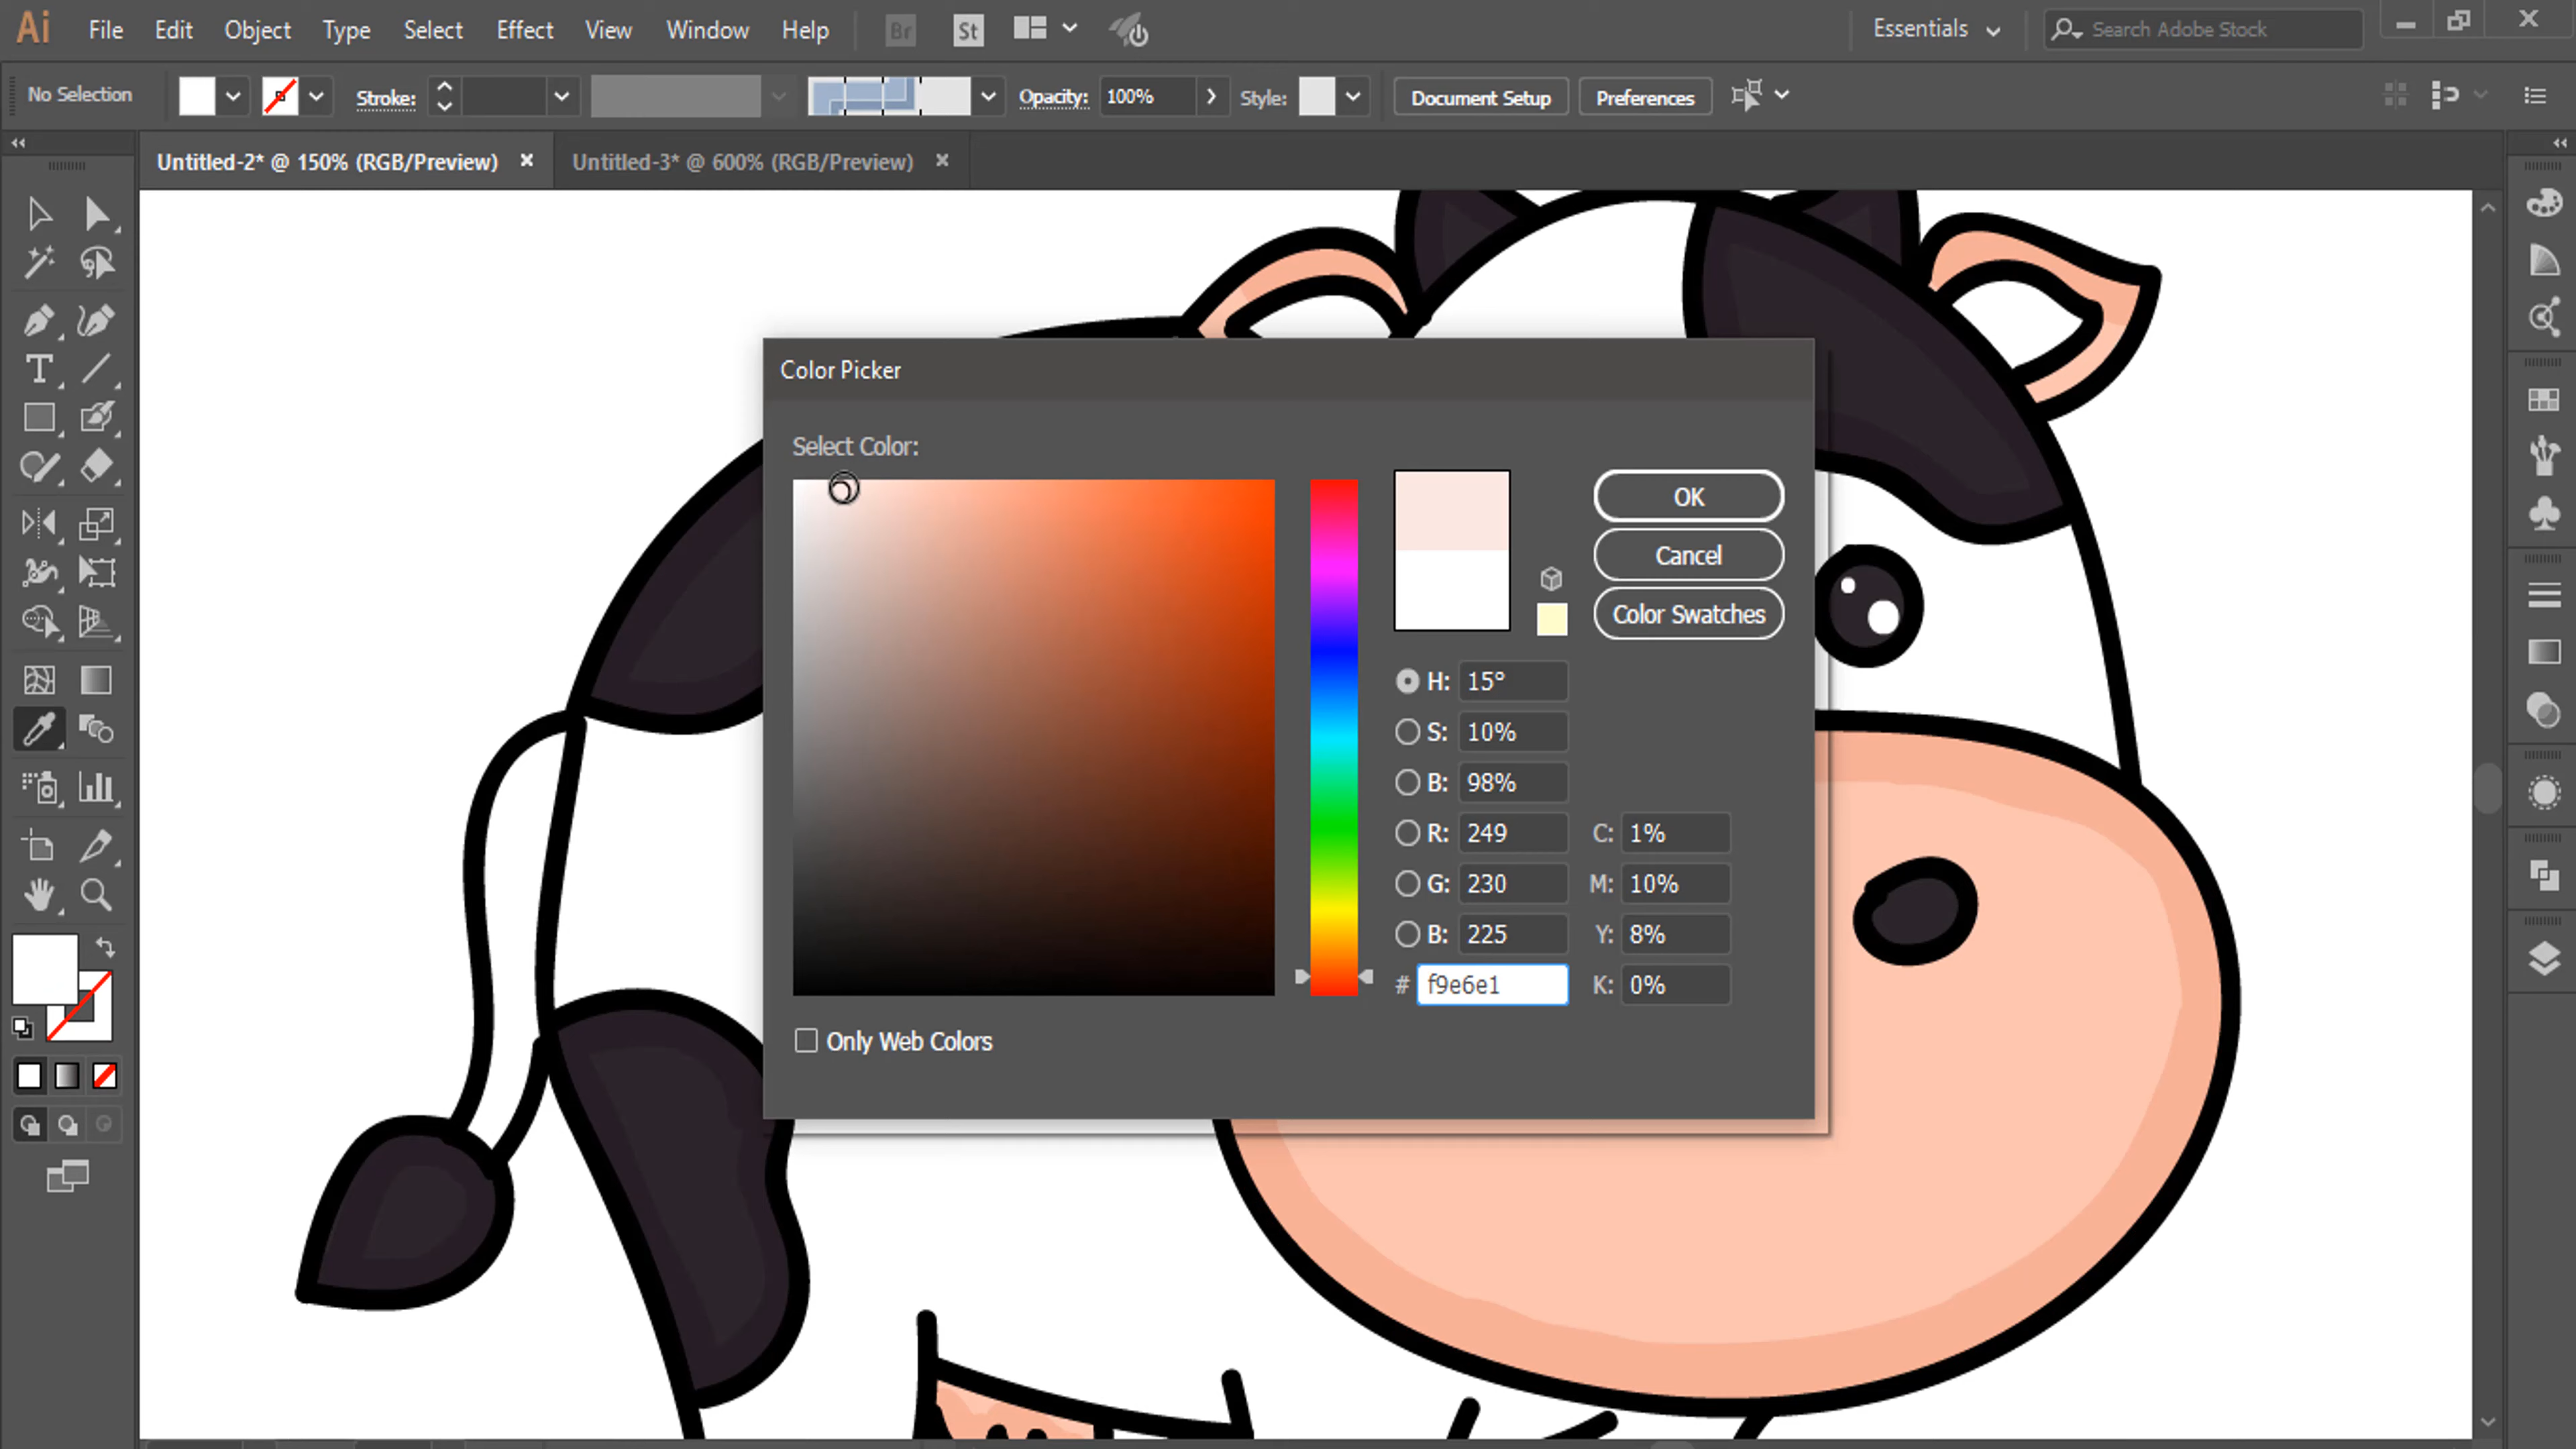 Ai File Edit Object Type Select Effect View Window Help Br St Essentials Search Adobe Stock
No Selection Stroke: Opacity: 100% Style: Document Setup Preferences
Untitled-2* @ 150% (RGB/Preview) Untitled-3* @ 600% (RGB/Preview)
Color Picker
Select Color:
OK
Cancel
Color Swatches
H: 15°
S: 10%
B: 98%
R: 249 C: 1%
G: 230 M: 10%
B: 225 Y: 8%
# f9e6e1 K: 0%
Only Web Colors